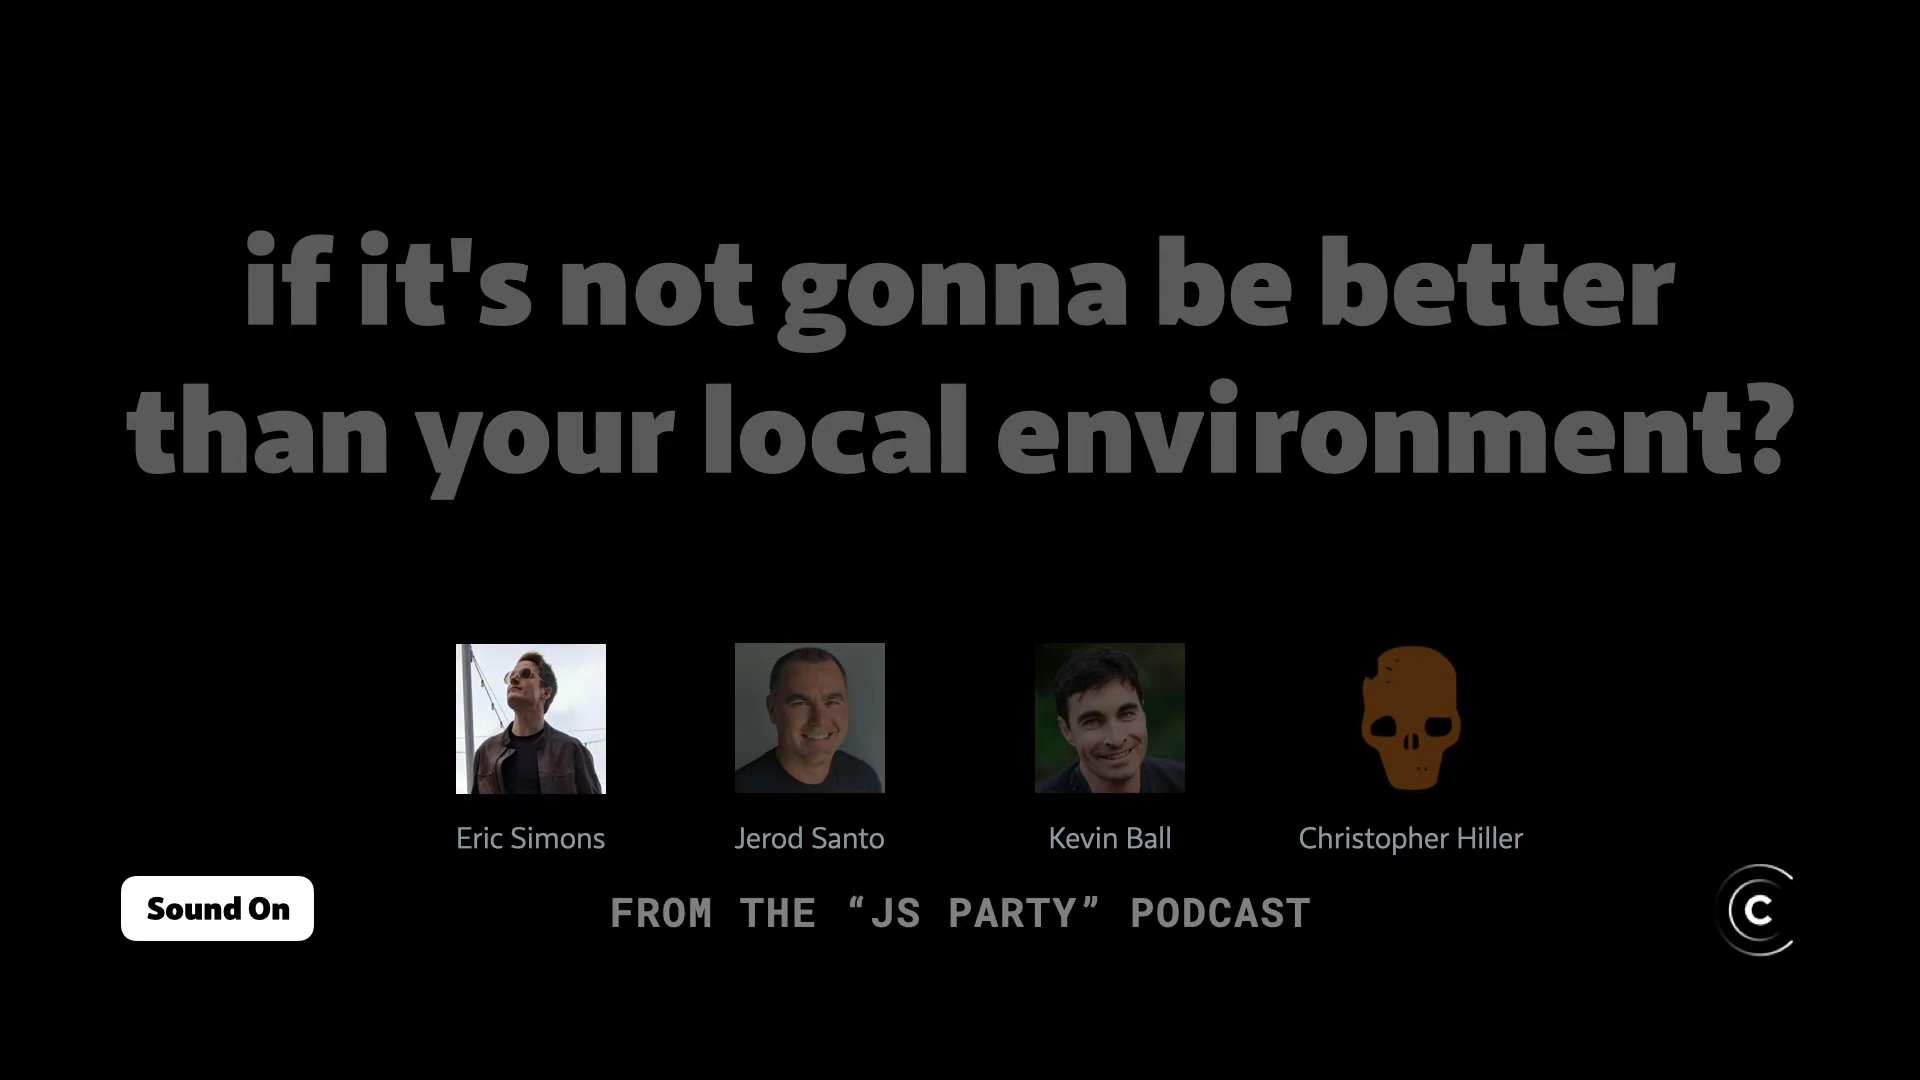 if it's not gonna be better
than your local environment?
Eric Simons
Jerod Santo
Kevin Ball
Christopher Hiller
Sound On
FROM THE “JS PARTY” PODCAST
C